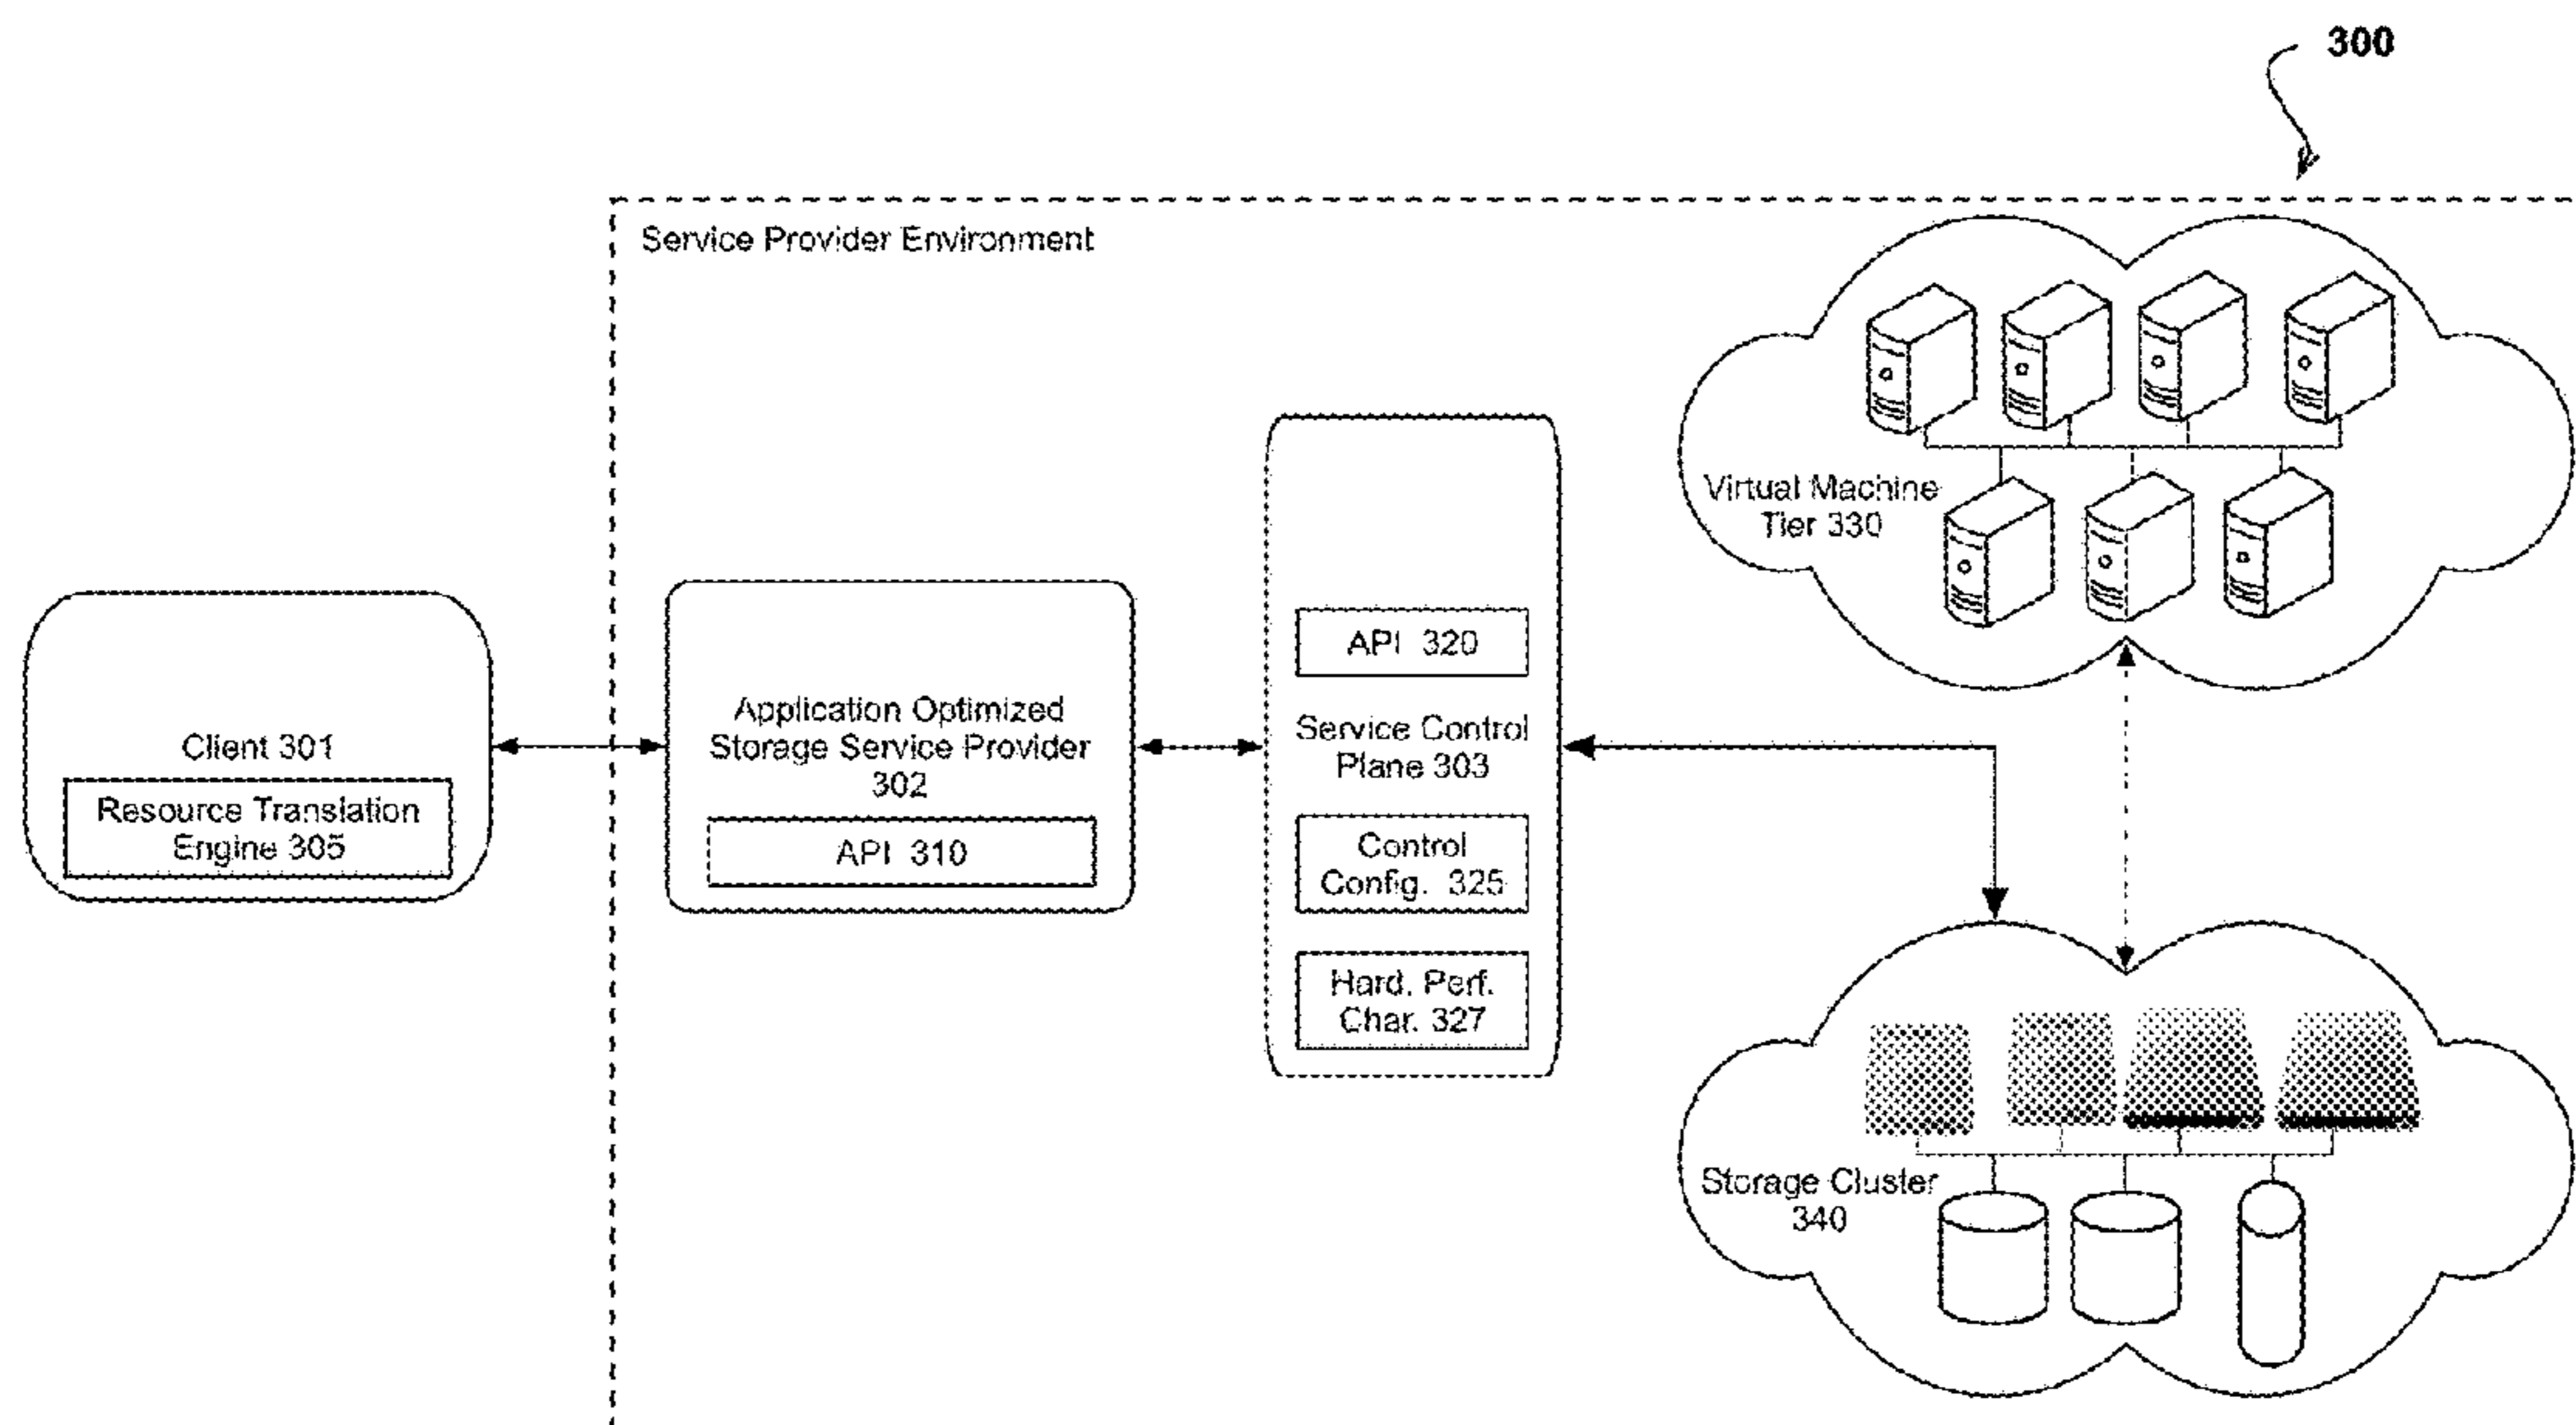 300
Service Provider Environment
Virtual Machine
Tier 330
Client 301
Resource Translation
Engine 305
Application Optimized
Storage Service Provider
302
API 310
API 320
Service Control
Plane 303
Control
Config. 325
Hard. Perf.
Char. 327
Storage Cluster
340